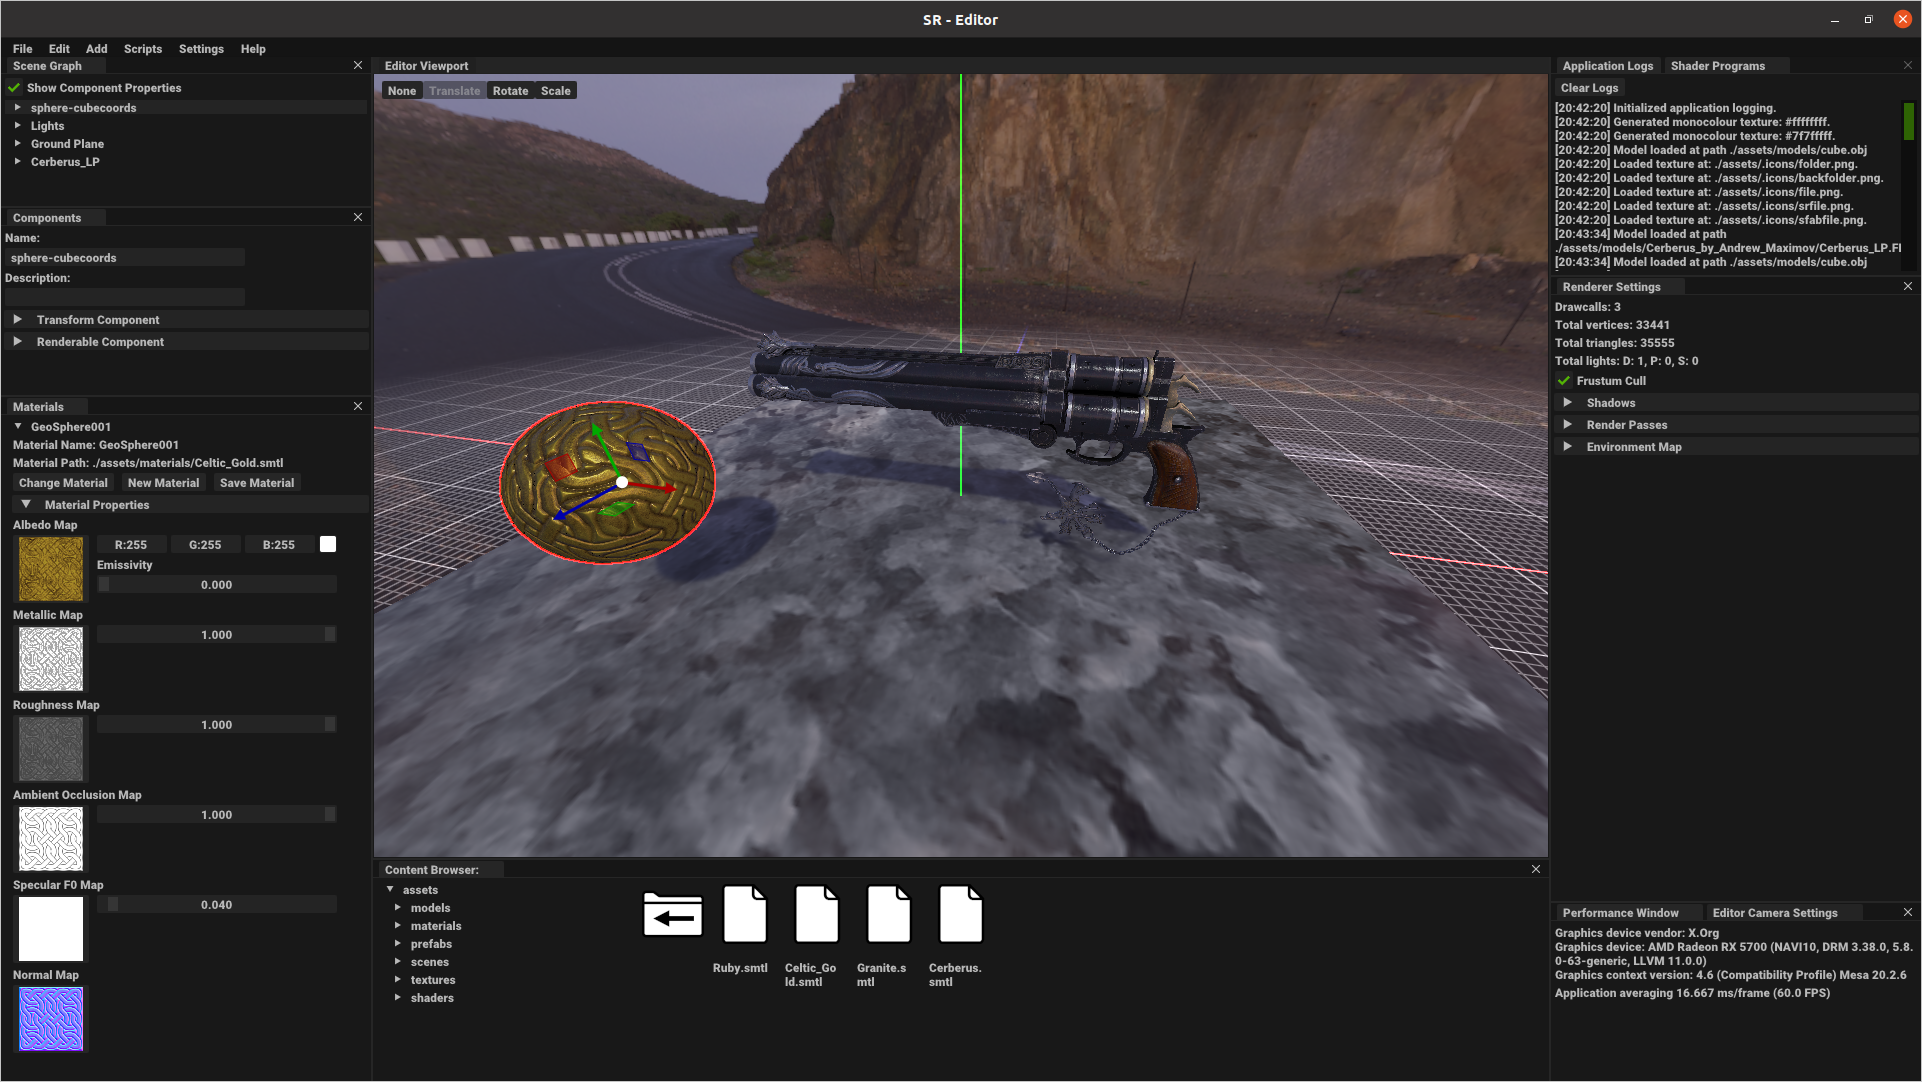 SR - Editor
File Edit Add Scripts Settings Help
Scene Graph
Show Component Properties
sphere-cubecoords
Lights
Ground Plane
Cerberus_LP
Components
Name:
sphere-cubecoords
Description:
Transform Component
Renderable Component
Materials
GeoSphere001
Material Name: GeoSphere001
Material Path: ./assets/materials/Celtic_Gold.smtl
Change Material New Material Save Material
Material Properties
Albedo Map
R:255 G:255 B:255
Emissivity
0.000
Metallic Map
1.000
Roughness Map
1.000
Ambient Occlusion Map
1.000
Specular F0 Map
0.040
Normal Map
Editor Viewport
None Translate Rotate Scale
Content Browser:
assets
models
materials
prefabs
scenes
textures
shaders
Ruby.smtl
Celtic_Go
ld.smtl
Granite.s
mtl
Cerberus.
smtl
Application Logs Shader Programs
Clear Logs
[20:42:20] Initialized application logging.
[20:42:20] Generated monocolour texture: #ffffffff.
[20:42:20] Generated monocolour texture: #7f7fffff.
[20:42:20] Model loaded at path ./assets/models/cube.obj
[20:42:20] Loaded texture at: ./assets/.icons/folder.png.
[20:42:20] Loaded texture at: ./assets/.icons/backfolder.png.
[20:42:20] Loaded texture at: ./assets/.icons/file.png.
[20:42:20] Loaded texture at: ./assets/.icons/srfile.png.
[20:42:20] Loaded texture at: ./assets/.icons/sfabfile.png.
[20:43:34] Model loaded at path
./assets/models/Cerberus_by_Andrew_Maximov/Cerberus_LP.F
[20:43:34] Model loaded at path ./assets/models/cube.obj
Renderer Settings
Drawcalls: 3
Total vertices: 33441
Total triangles: 35555
Total lights: D: 1, P: 0, S: 0
Frustum Cull
Shadows
Render Passes
Environment Map
Performance Window Editor Camera Settings
Graphics device vendor: X.Org
Graphics device: AMD Radeon RX 5700 (NAVI10, DRM 3.38.0, 5.8.
0-63-generic, LLVM 11.0.0)
Graphics context version: 4.6 (Compatibility Profile) Mesa 20.2.6
Application averaging 16.667 ms/frame (60.0 FPS)